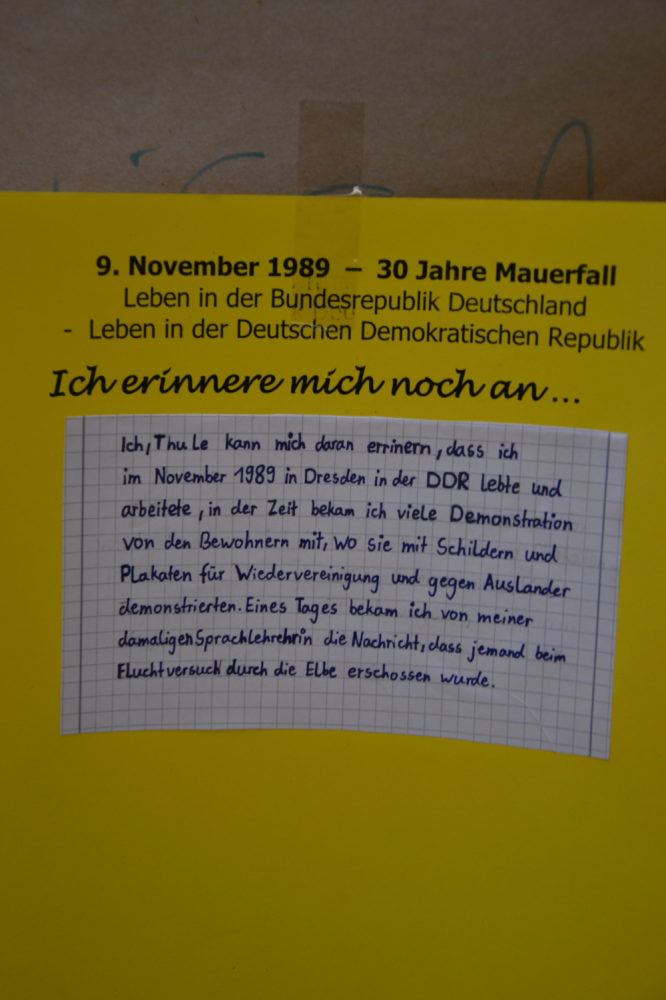 9. November 1989 – 30 Jahre Mauerfall
Leben in der Bundesrepublik Deutschland
- Leben in der Deutschen Demokratischen Republik
Ich erinnere mich noch an...
Ich, Thu Le kann mich daran errinern, dass ich
im November 1989 in Dresden in der DDR lebte und
arbeitete, in der Zeit bekam ich viele Demonstration
von den Bewohnern mit, wo sie mit Schildern und
Plakaten für Wiedervereinigung und gegen Auslander
demonstrierten. Eines Tages bekam ich von meiner
damaligen Sprachlehrehrin die Nachricht, dass jemand beim
Fluchtversuch durch die Elbe erschossen wurde.